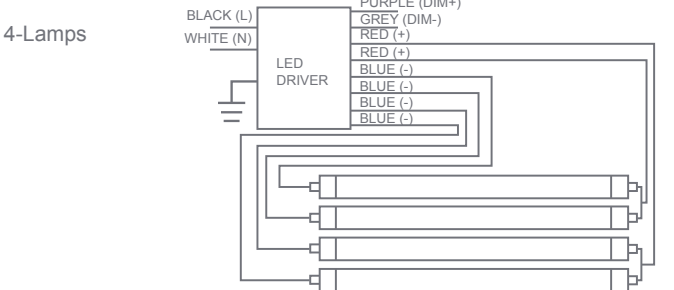 4-Lamps
BLACK (L)
WHITE (N)
LED
DRIVER
PURPLE (DIM+)
GREY (DIM-)
RED (+)
RED (+)
BLUE (-)
BLUE (-)
BLUE (-)
BLUE (-)